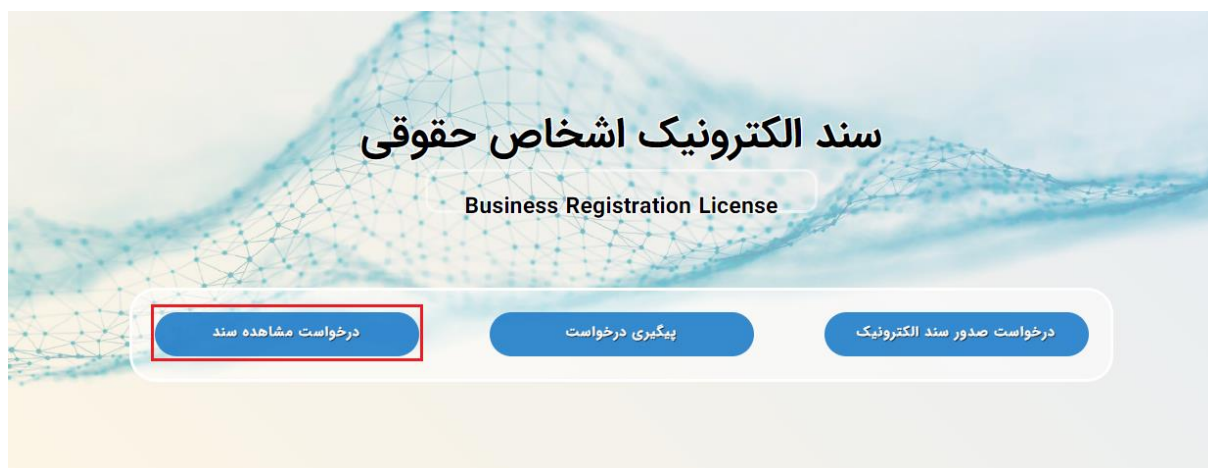 سند الکترونیک اشخاص حقوقی
Business Registration License
درخواست صدور سند الکترونیک
پیگیری درخواست
درخواست مشاهده سند